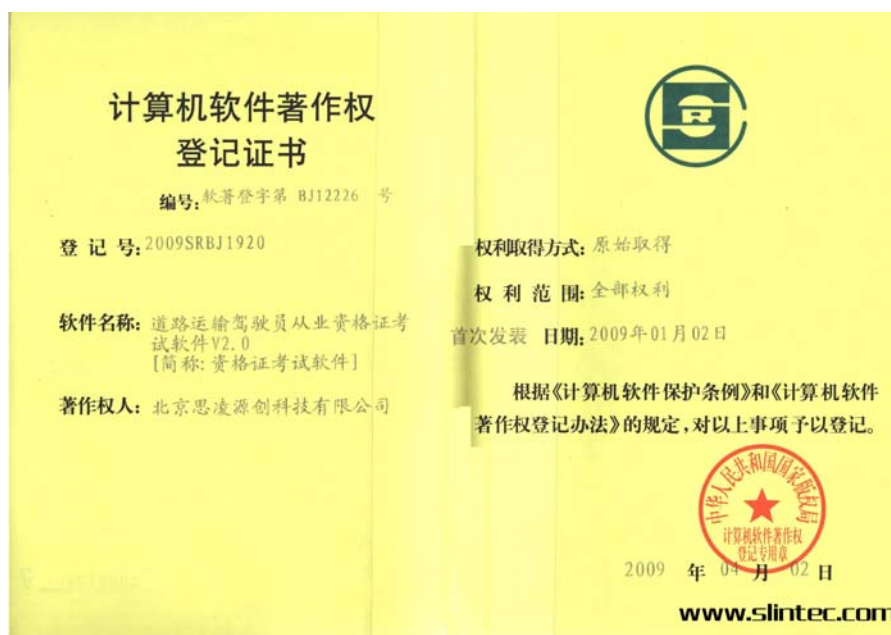 计算机软件著作权
登记证书
编号:软著登字第 BJ12226 号
登 记 号:2009SRBJ1920
软件名称: 道路运输驾驶员从业资格证考
试软件V2.0
[简称:资格证考试软件]
著作权人: 北京思凌源创科技有限公司
权利取得方式: 原始取得
权 利 范 围: 全部权利
首次发表 日期: 2009年01月02日
根据《计算机软件保护条例》和《计算机软件
著作权登记办法》的规定,对以上事项予以登记。
中华人民共和国国家版权局
计算机软件著作权
登记专用章
2009 年 04 月 02 日
www.slintec.com